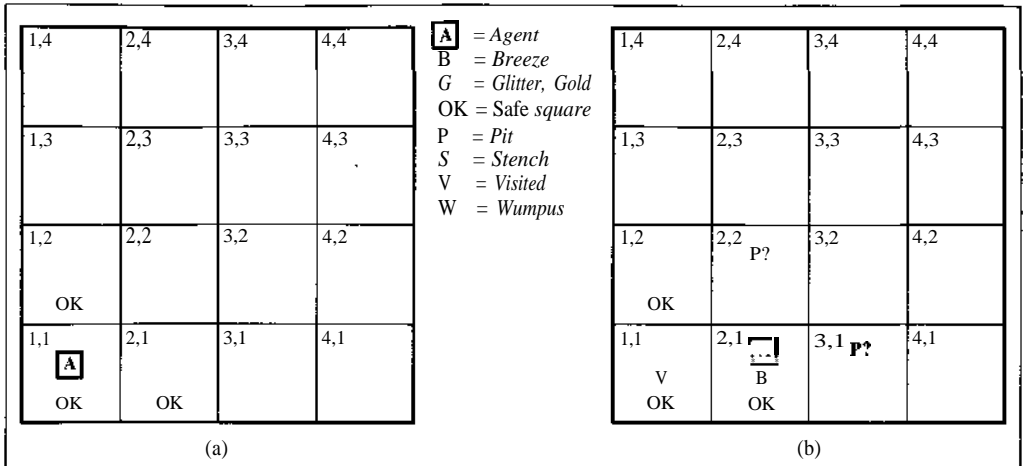 1,4 2,4 3,4 4,4
1,3 2,3 3,3 4,3
1,2 2,2 3,2 4,2
OK
1,1 2,1 3,1 4,1
A
OK OK
(a)
A = Agent
B = Breeze
G = Glitter, Gold
OK = Safe square
P = Pit
S = Stench
V = Visited
W = Wumpus
1,4 2,4 3,4 4,4
1,3 2,3 3,3 4,3
1,2 2,2 3,2 4,2
P?
OK
1,1 2,1 3,1 P? 4,1
V B
OK OK
(b)